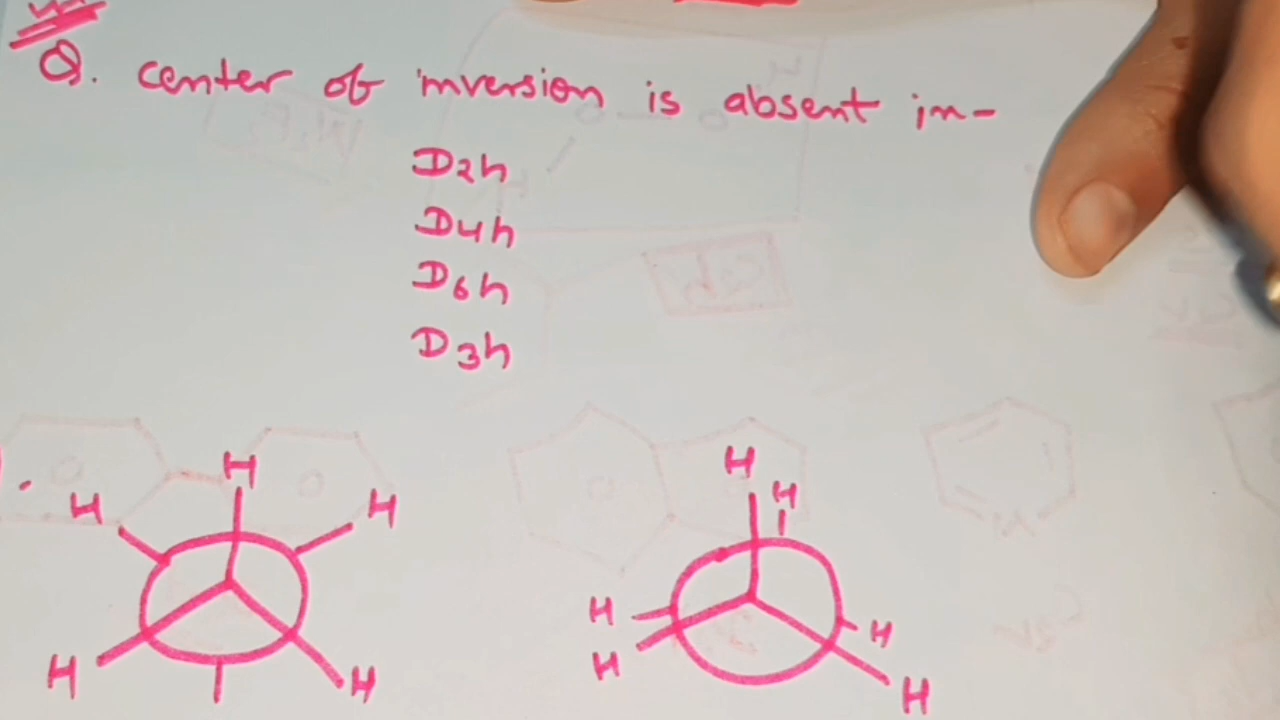 Q. center of inversion is absent in-
D2h
D4h
D6h
D3h
H H H H H
H H H H H H